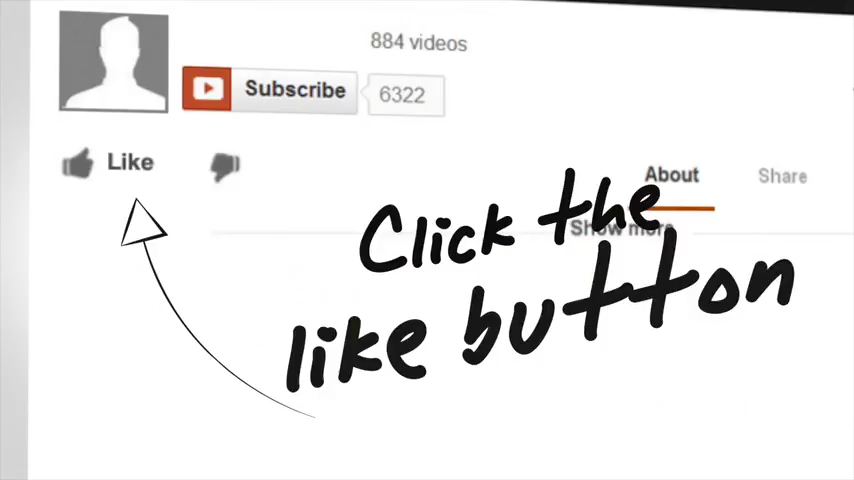 884 videos
Subscribe 6322
Like
About Share
Show more
Click the
like button